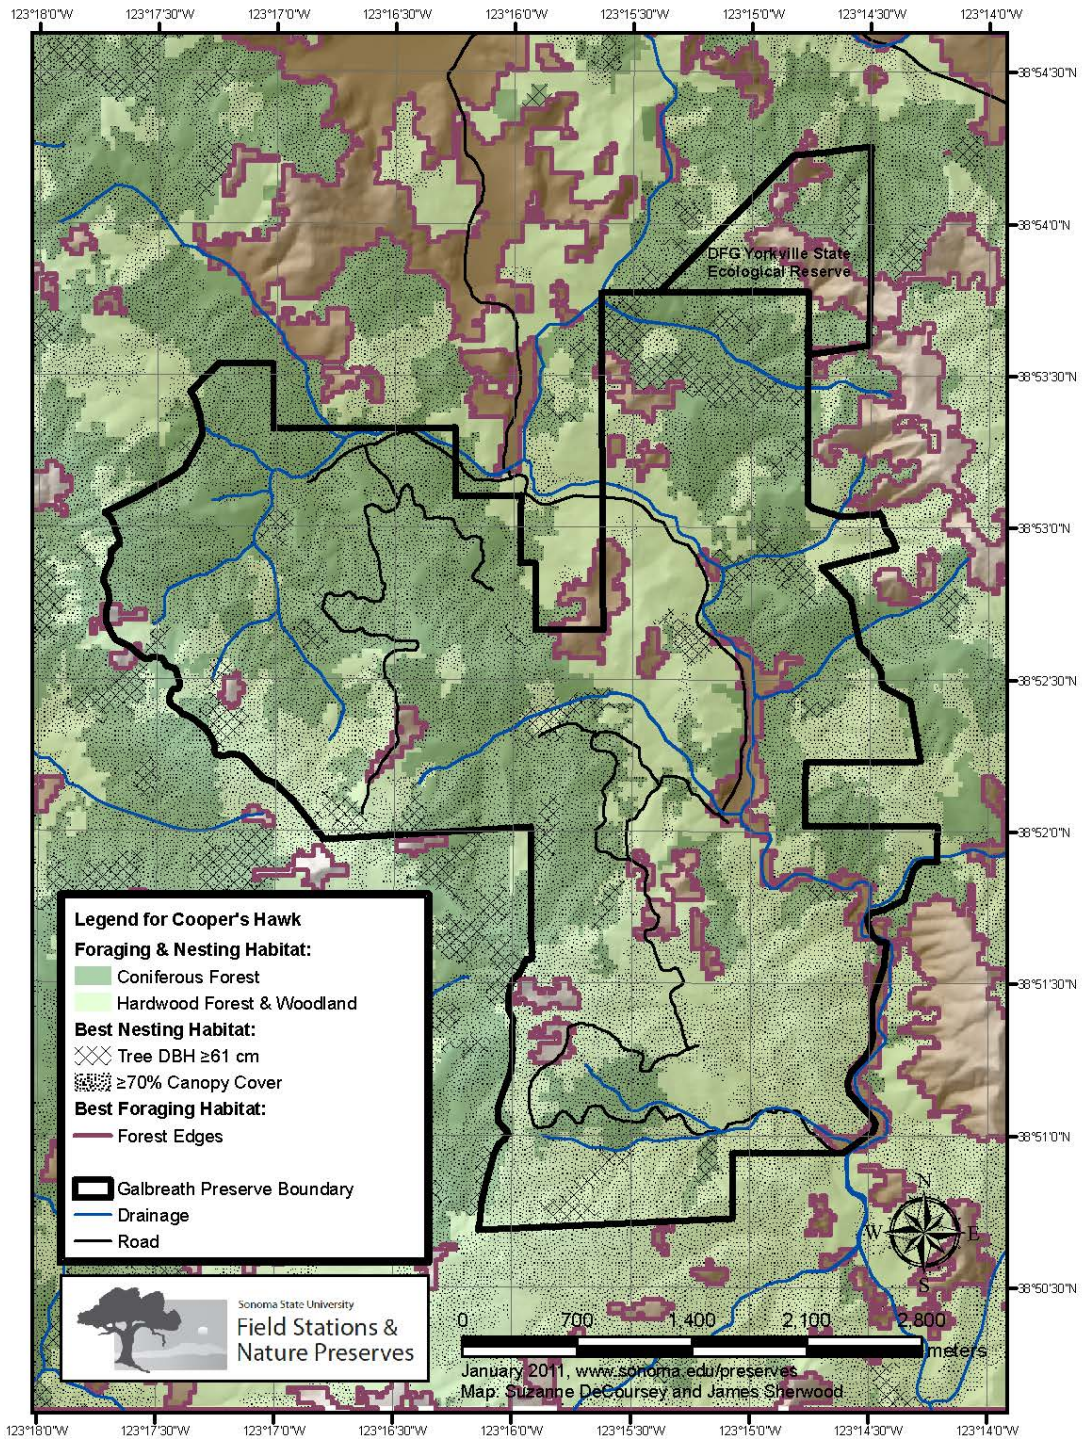 123°18'0"W 123°17'30"W 123°17'0"W 123°16'30"W 123°16'0"W 123°15'30"W 123°15'0"W 123°14'30"W 123°14'0"W
38°54'30"N
38°54'0"N
DFG Yorkville State
Ecological Reserve
38°53'30"N
38°53'0"N
38°52'30"N
38°52'0"N
Legend for Cooper's Hawk
Foraging & Nesting Habitat:
Coniferous Forest
Hardwood Forest & Woodland
Best Nesting Habitat:
Tree DBH ≥61 cm
≥70% Canopy Cover
Best Foraging Habitat:
Forest Edges
Galbreath Preserve Boundary
Drainage
Road
38°51'30"N
38°51'0"N
N
W E
S
38°50'30"N
Sonoma State University
Field Stations &
Nature Preserves
0 700 1,400 2,100 2,800
meters
January 2011, www.sonoma.edu/preserves
Map: Suzanne DeCoursey and James Sherwood
123°18'0"W 123°17'30"W 123°17'0"W 123°16'30"W 123°16'0"W 123°15'30"W 123°15'0"W 123°14'30"W 123°14'0"W